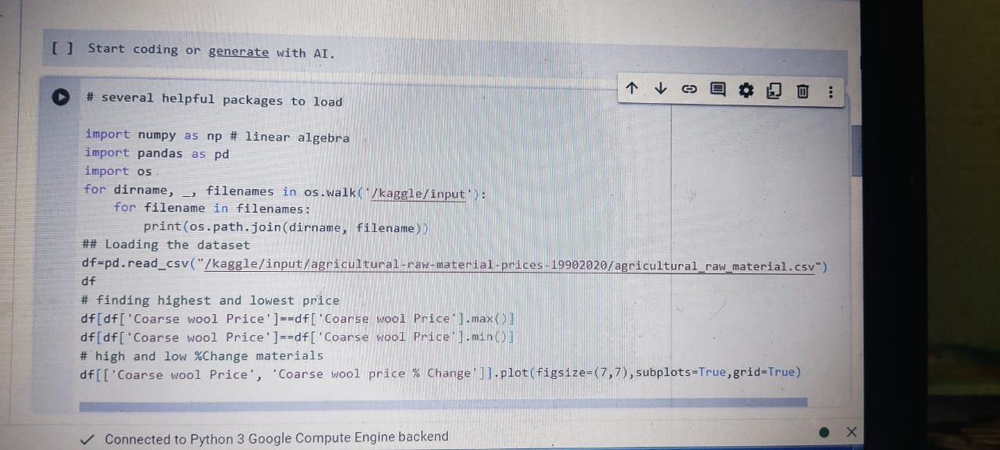 [ ] Start coding or generate with AI.
# several helpful packages to load
import numpy as np # linear algebra
import pandas as pd
import os
for dirname, _, filenames in os.walk('/kaggle/input'):
    for filename in filenames:
        print(os.path.join(dirname, filename))
## Loading the dataset
df=pd.read_csv("/kaggle/input/agricultural-raw-material-prices-19902020/agricultural_raw_material.csv")
df
# finding highest and lowest price
df[df['Coarse wool Price']==df['Coarse wool Price'].max()]
df[df['Coarse wool Price']==df['Coarse wool Price'].min()]
# high and low %Change materials
df[['Coarse wool Price', 'Coarse wool price % Change']].plot(figsize=(7,7),subplots=True,grid=True)
Connected to Python 3 Google Compute Engine backend